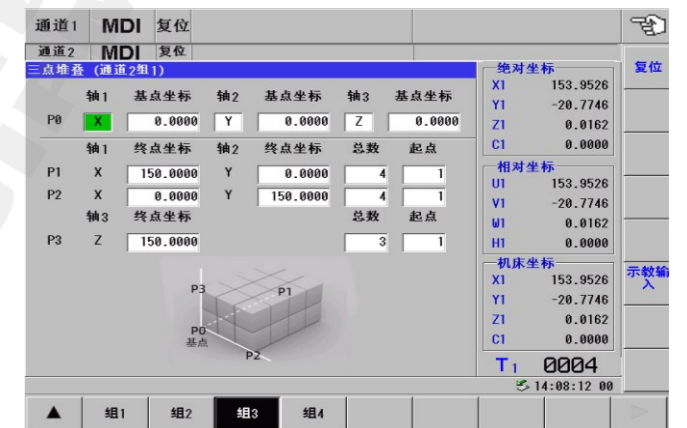 通道1 MDI 复位
通道2 MDI 复位
三点堆叠 (通道2组1)
轴1 基点坐标 轴2 基点坐标 轴3 基点坐标
P0 X 0.0000 Y 0.0000 Z 0.0000
轴1 终点坐标 轴2 终点坐标 总数 起点
P1 X 150.0000 Y 0.0000 4 1
P2 X 0.0000 Y 150.0000 4 1
轴3 终点坐标 总数 起点
P3 Z 150.0000 3 1
P3
P1
P0
基点
P2
绝对坐标
X1 153.9526
Y1 -20.7746
Z1 0.0162
C1 0.0000
相对坐标
U1 153.9526
V1 -20.7746
W1 0.0162
H1 0.0000
机床坐标
X1 153.9526
Y1 -20.7746
Z1 0.0162
C1 0.0000
T1 0004
14:08:12 00
复位
示教输
入
组1 组2 组3 组4